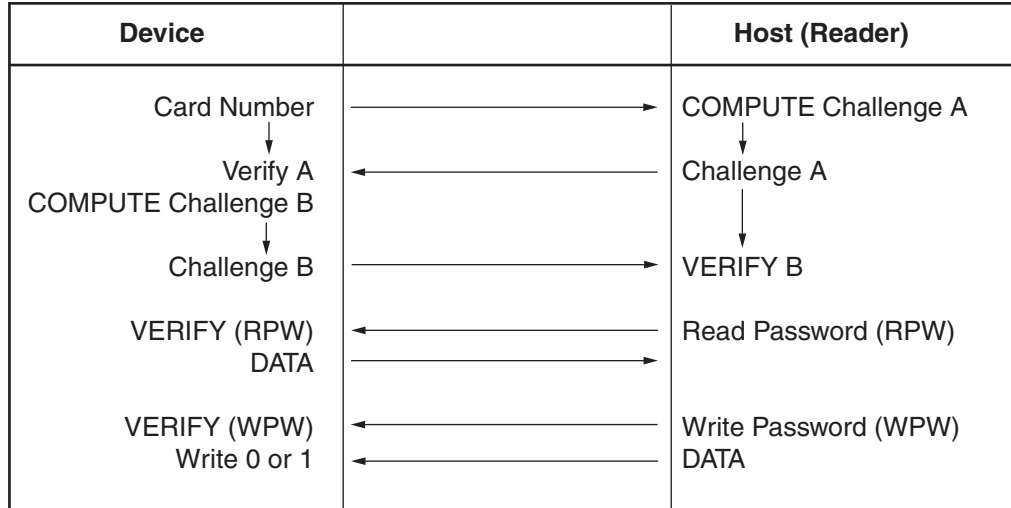 Device Host (Reader)
Card Number COMPUTE Challenge A
Verify A Challenge A
COMPUTE Challenge B
Challenge B VERIFY B
VERIFY (RPW) Read Password (RPW)
DATA
VERIFY (WPW) Write Password (WPW)
Write 0 or 1 DATA